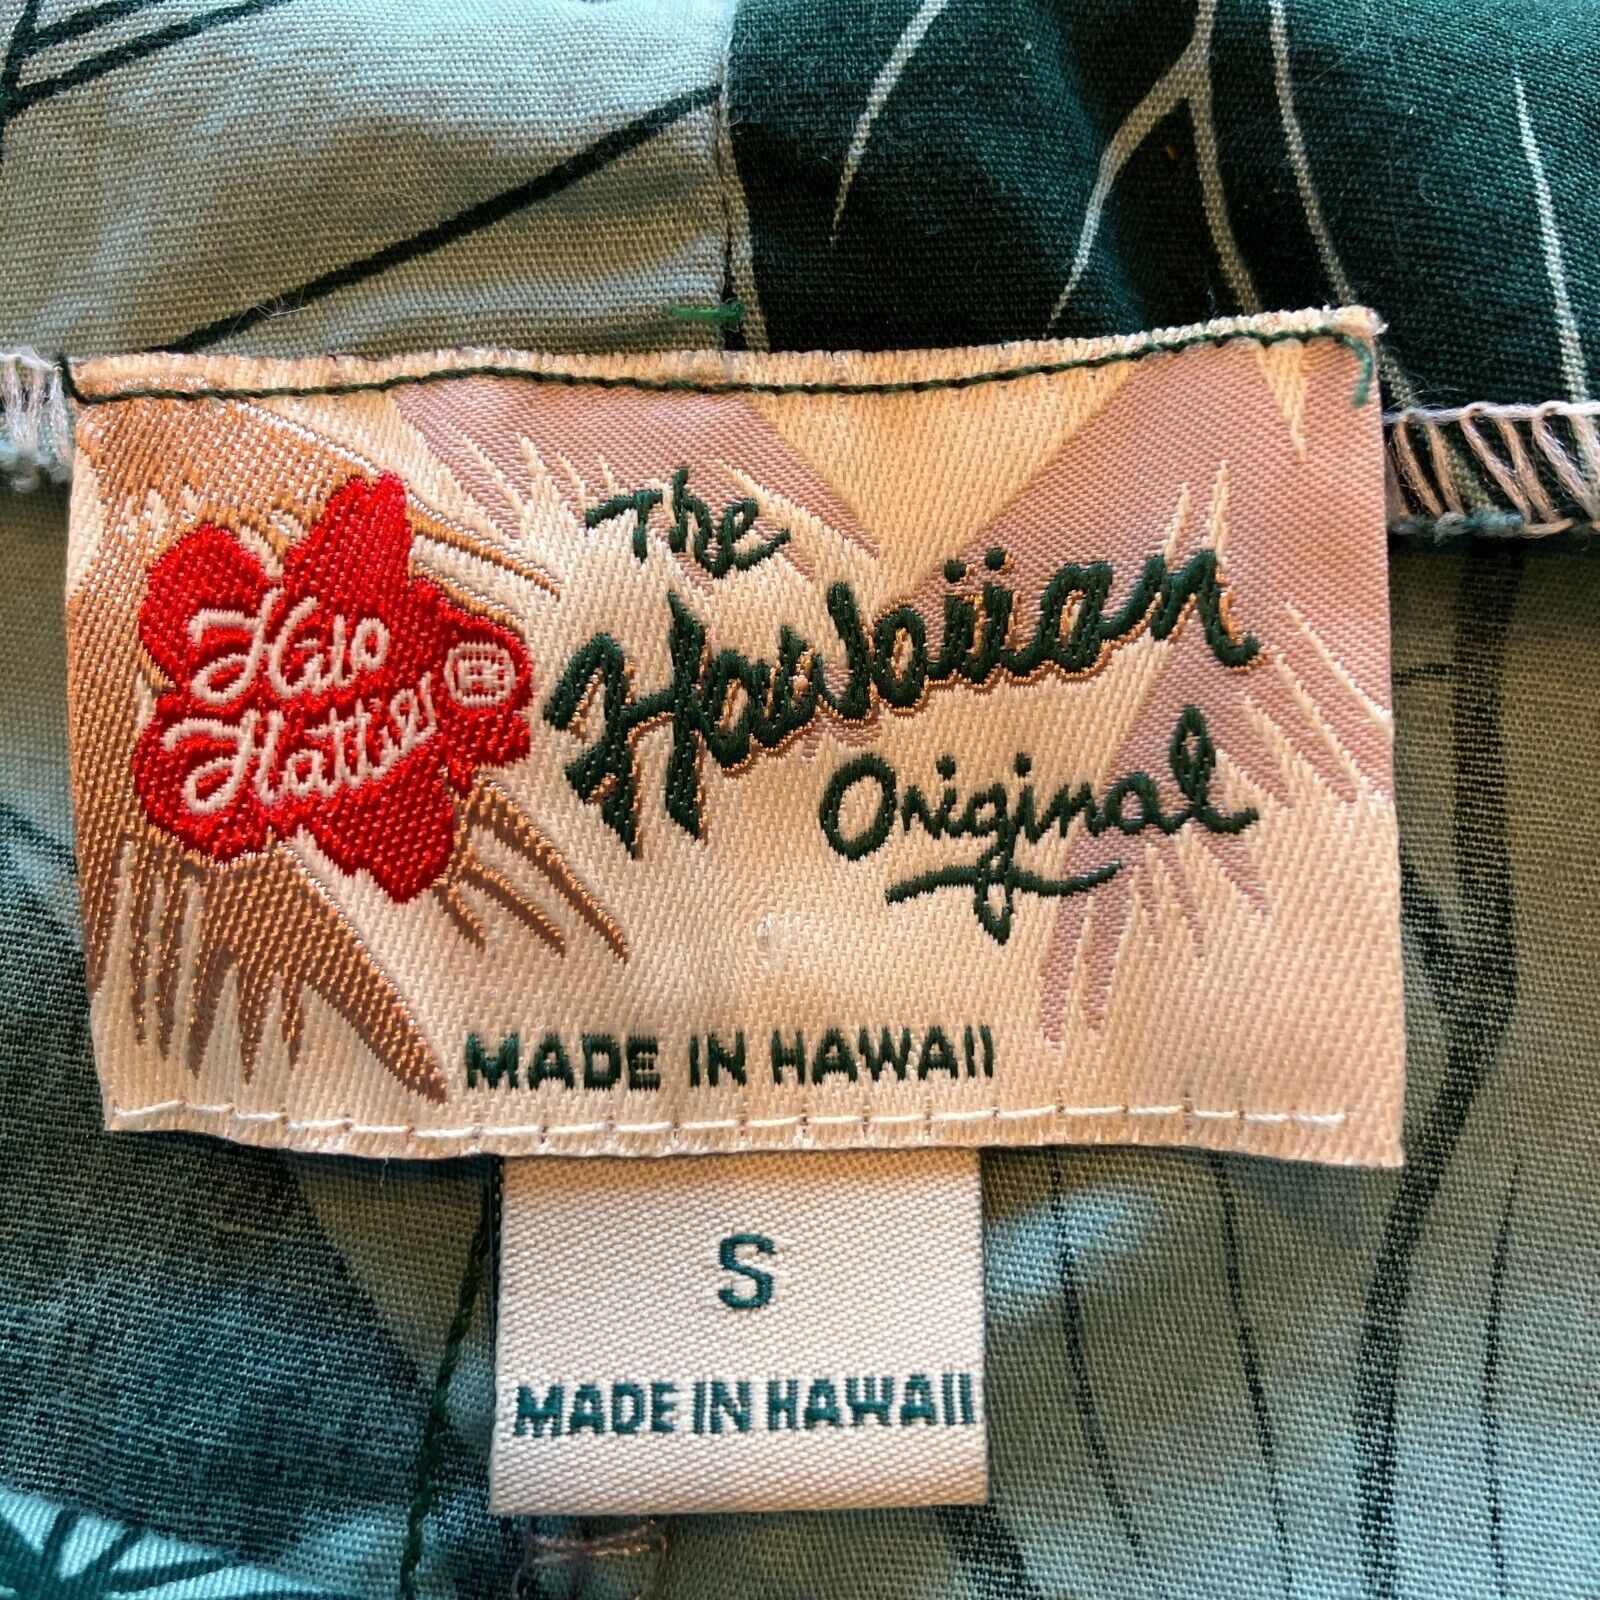 Hilo
Hattie®
The
Hawaiian
Original
MADE IN HAWAII
S
MADE IN HAWAII